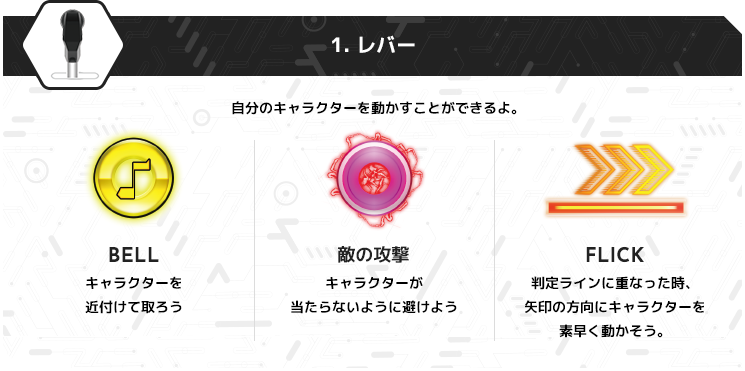 1. レバー
自分のキャラクターを動かすことができるよ。
BELL
キャラクターを
近付けて取ろう
敵の攻撃
キャラクターが
当たらないように避けよう
FLICK
判定ラインに重なった時、
矢印の方向にキャラクターを
素早く動かそう。